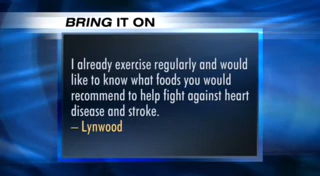 BRING IT ON
I already exercise regularly and would
like to know what foods you would
recommend to help fight against heart
disease and stroke.
– Lynwood